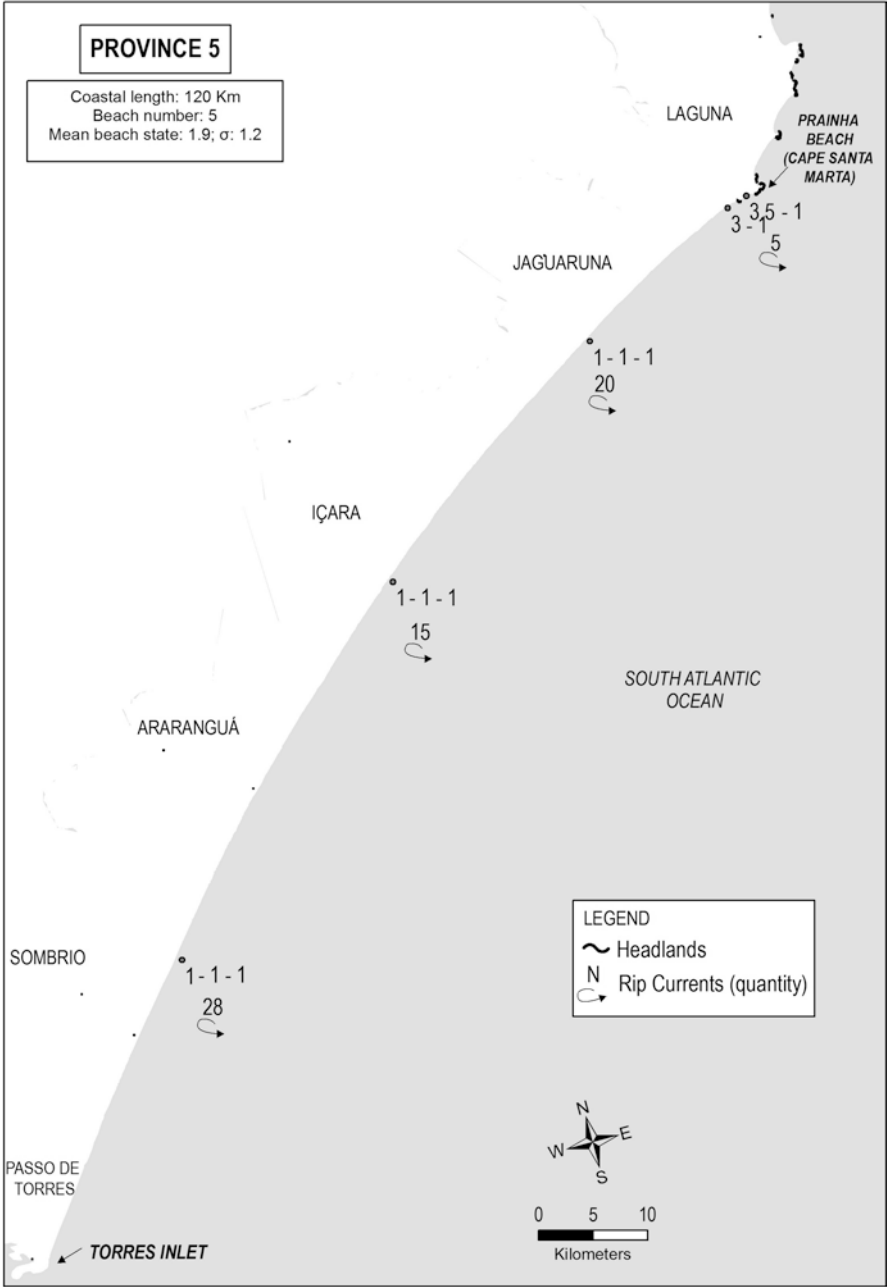 PROVINCE 5
Coastal length: 120 Km
Beach number: 5
Mean beach state: 1.9; σ: 1.2
LAGUNA
PRAINHA
BEACH
(CAPE SANTA
MARTA)
3,5 - 1
3 - 1
5
JAGUARUNA
1 - 1 - 1
20
IÇARA
1 - 1 - 1
15
SOUTH ATLANTIC
OCEAN
ARARANGUÁ
SOMBRIO
1 - 1 - 1
28
LEGEND
Headlands
N
Rip Currents (quantity)
N
W E
S
PASSO DE
TORRES
0 5 10
Kilometers
TORRES INLET